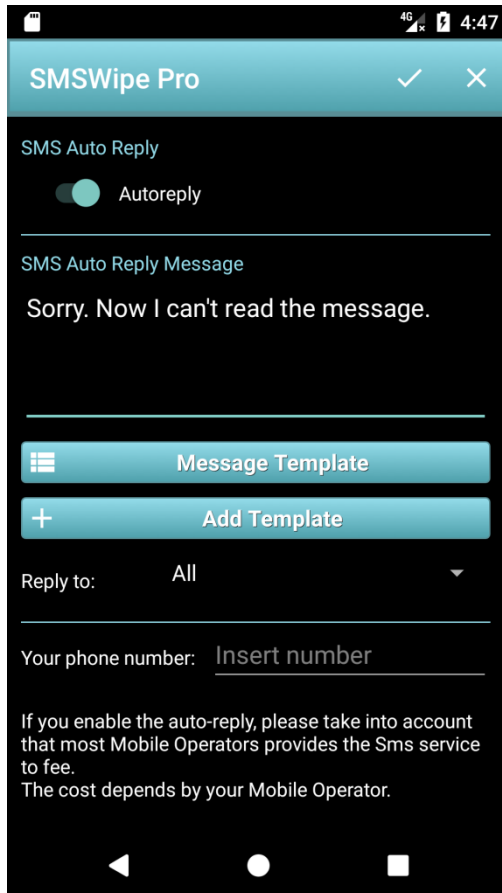 4G 4:47
SMSWipe Pro
SMS Auto Reply
Autoreply
SMS Auto Reply Message
Sorry. Now I can't read the message.
Message Template
Add Template
Reply to: All
Your phone number: Insert number
If you enable the auto-reply, please take into account
that most Mobile Operators provides the Sms service
to fee.
The cost depends by your Mobile Operator.